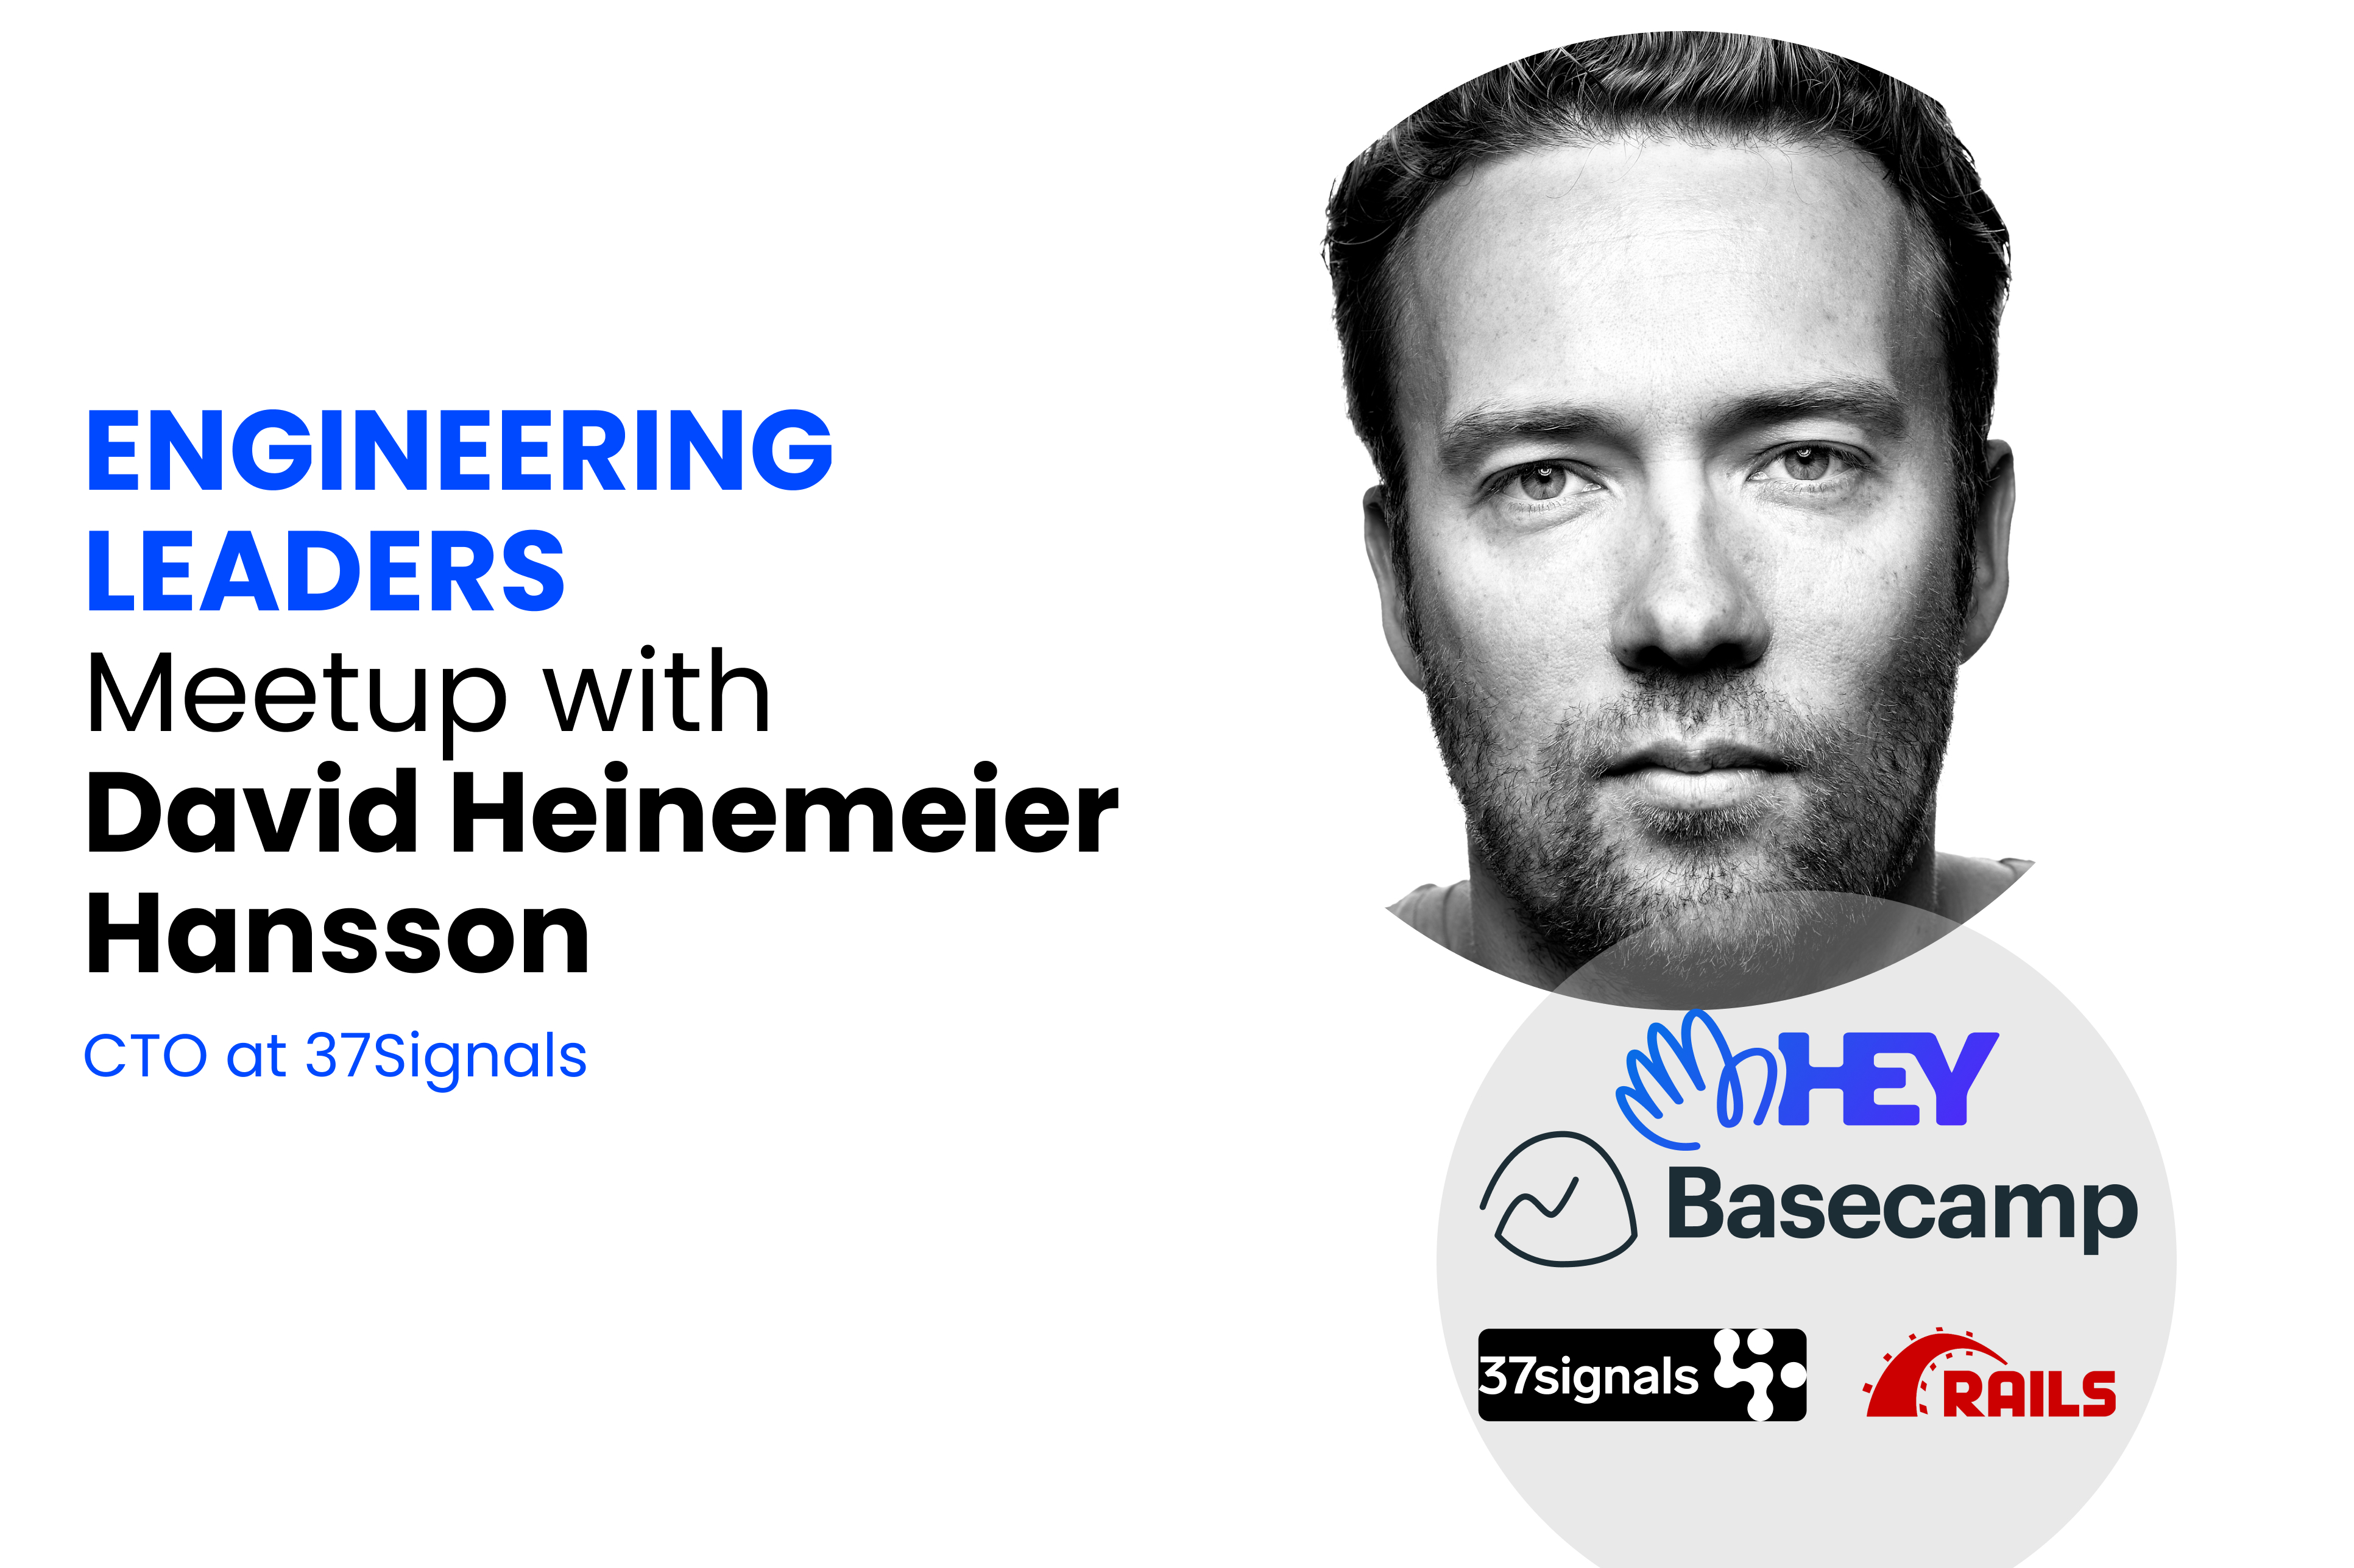 ENGINEERING
LEADERS
Meetup with
David Heinemeier
Hansson
CTO at 37Signals
HEY
Basecamp
37signals
RAILS